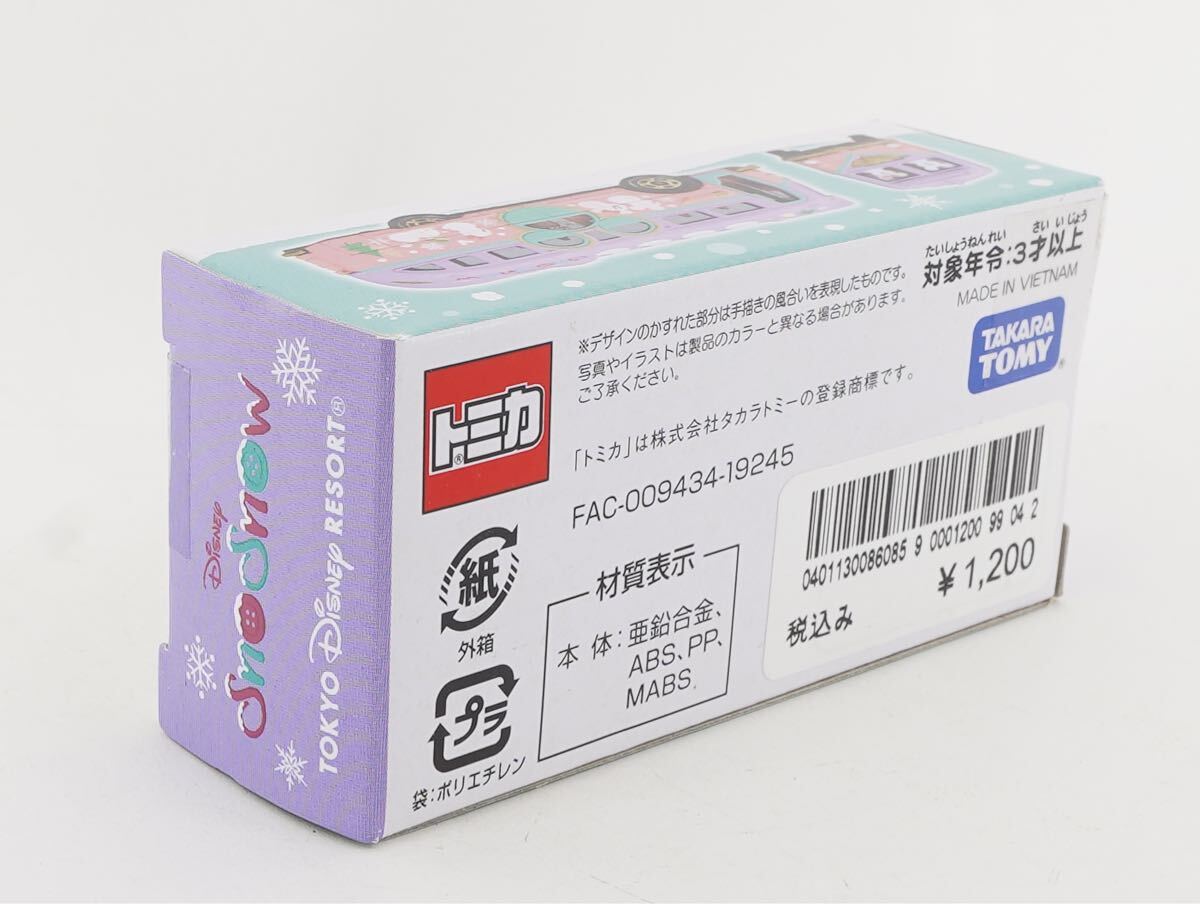 DISNEY
SnoSnow
TOKYO DISNEY RESORT®
トミカ
®
※デザインのかすれた部分は手描きの風合いを表現したものです。
写真やイラストは製品のカラーと異なる場合があります。
ご了承ください。
「トミカ」は株式会社タカラトミーの登録商標です。
FAC-009434-19245
たいしょうねんれい さい いじょう
対象年令:3才以上
MADE IN VIETNAM
TAKARA
TOMY®
紙
外箱
プラ
袋:ポリエチレン
材質表示
本 体:亜鉛合金、
ABS、PP、
MABS
0401130086085 9 0001200 99 04 2
¥1,200
税込み